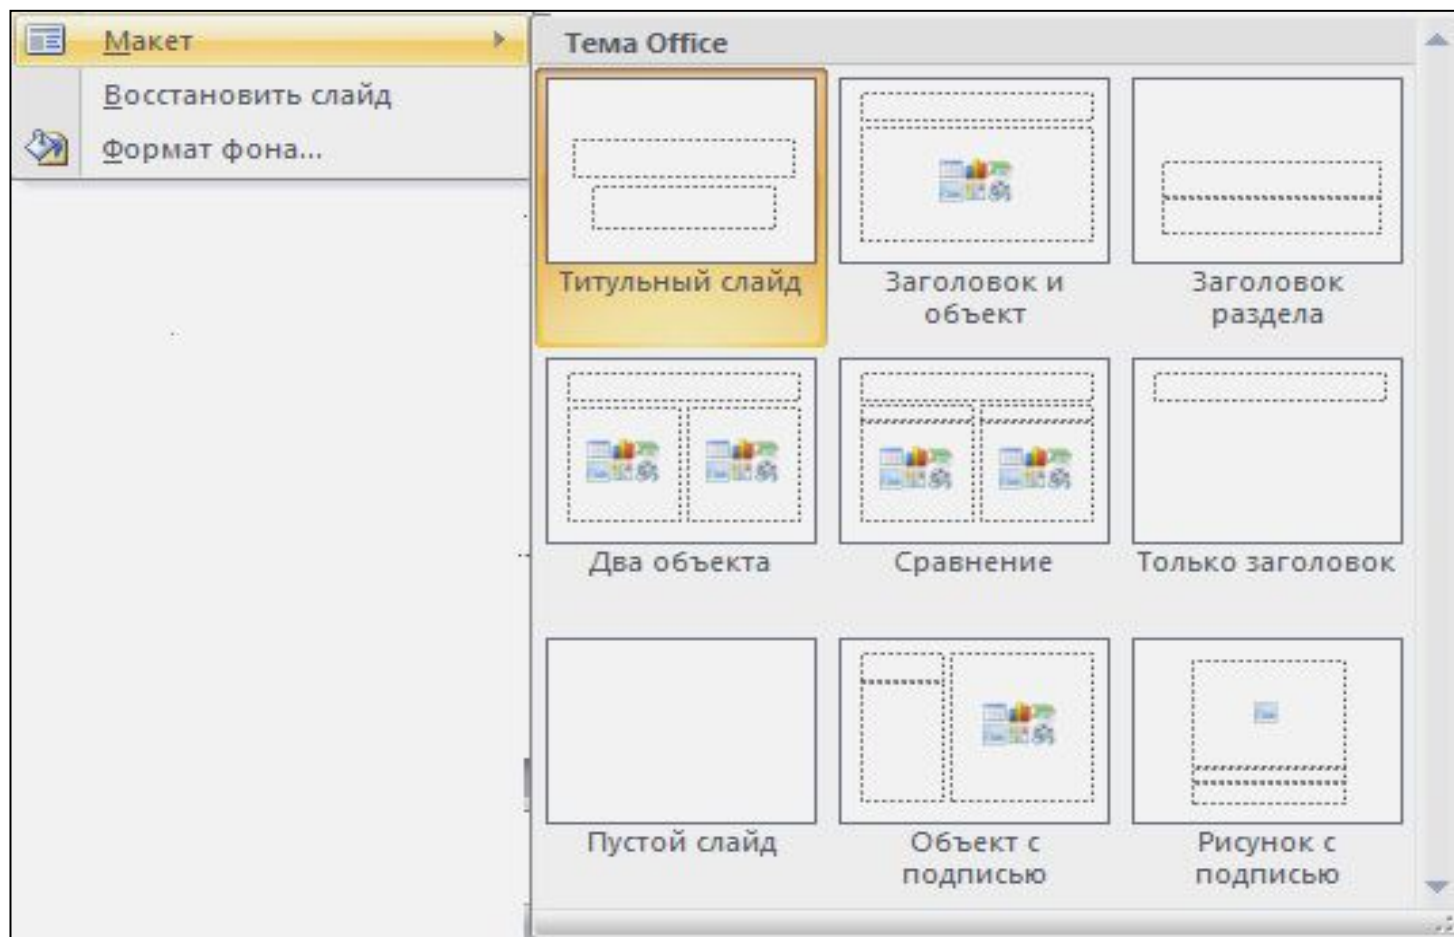 Макет
Восстановить слайд
Формат фона...
Тема Office
Титульный слайд
Заголовок и
объект
Заголовок
раздела
Два объекта
Сравнение
Только заголовок
Пустой слайд
Объект с
подписью
Рисунок с
подписью